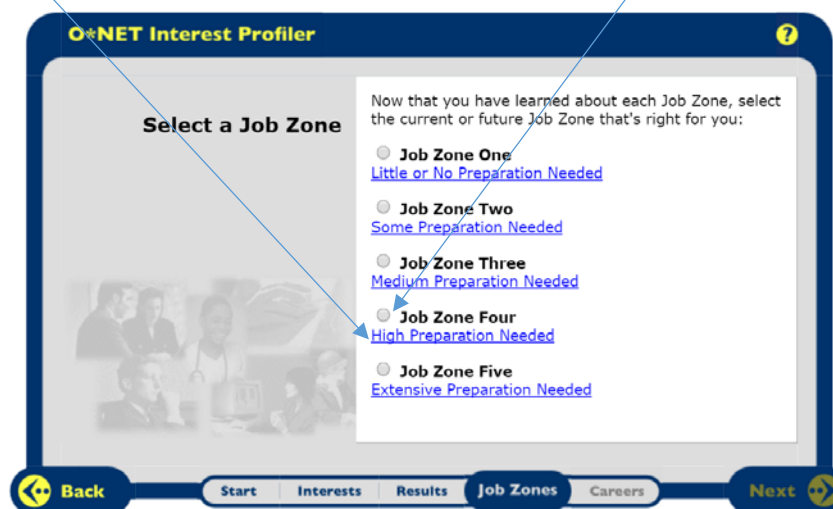 O*NET Interest Profiler
?
Select a Job Zone
Now that you have learned about each Job Zone, select
the current or future Job Zone that's right for you:
Job Zone One
Little or No Preparation Needed
Job Zone Two
Some Preparation Needed
Job Zone Three
Medium Preparation Needed
Job Zone Four
High Preparation Needed
Job Zone Five
Extensive Preparation Needed
Back
Start
Interests
Results
Job Zones
Careers
Next